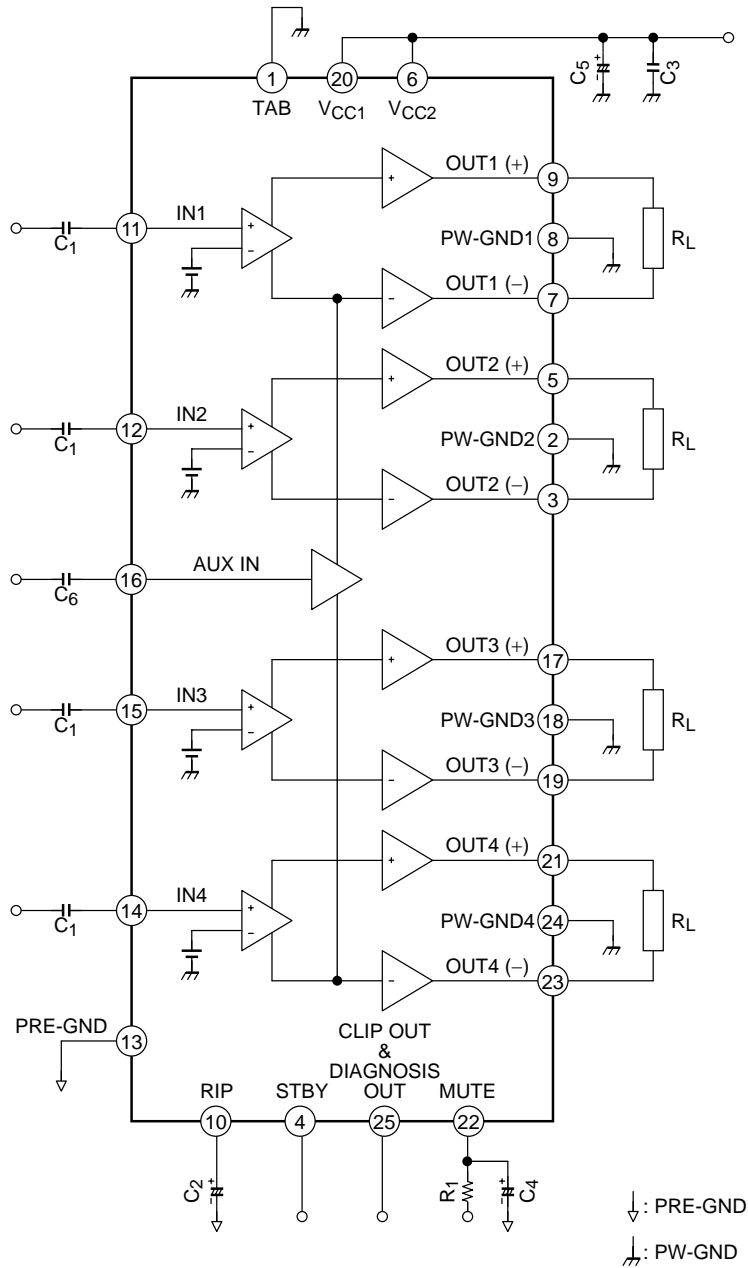 1
20
6
TAB
VCC1
VCC2
C5
- +
C3
OUT1 (+)
9
+
11
IN1
C1
+
−
PW-GND1
8
RL
OUT1 (−)
7
−
OUT2 (+)
5
+
12
IN2
C1
+
−
PW-GND2
2
RL
OUT2 (−)
3
−
16
AUX IN
C6
OUT3 (+)
17
+
15
IN3
C1
+
−
PW-GND3
18
RL
OUT3 (−)
19
−
OUT4 (+)
21
+
14
IN4
C1
+
−
PW-GND4
24
RL
OUT4 (−)
23
−
PRE-GND
13
CLIP OUT
&
DIAGNOSIS
RIP
STBY
OUT
MUTE
10
4
25
22
C2
- +
R1
- +
C4
: PRE-GND
: PW-GND